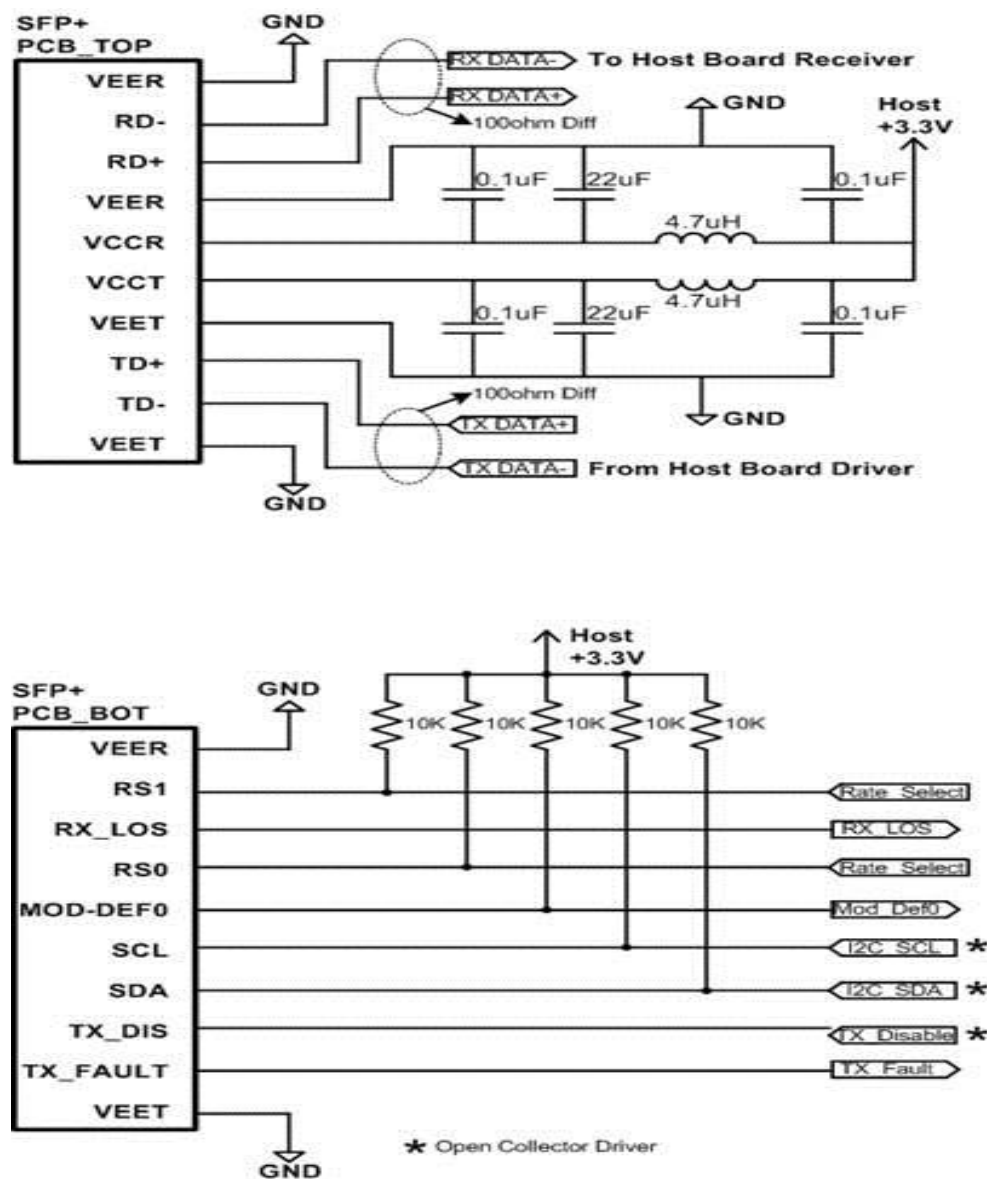 SFP+
PCB_TOP
GND
VEER
RD-
RD+
VEER
VCCR
VCCT
VEET
TD+
TD-
VEET
GND
RX DATA-
To Host Board Receiver
RX DATA+
100ohm Diff
GND
Host
+3.3V
0.1uF
22uF
0.1uF
4.7uH
4.7uH
0.1uF
22uF
0.1uF
100ohm Diff
GND
TX DATA+
TX DATA-
From Host Board Driver
Host
+3.3V
SFP+
PCB_BOT
GND
10K
10K
10K
10K
10K
VEER
RS1
Rate Select
RX_LOS
RX LOS
RS0
Rate Select
MOD-DEF0
Mod Def0
SCL
I2C SCL *
SDA
I2C SDA *
TX_DIS
TX Disable *
TX_FAULT
TX Fault
VEET
GND
* Open Collector Driver